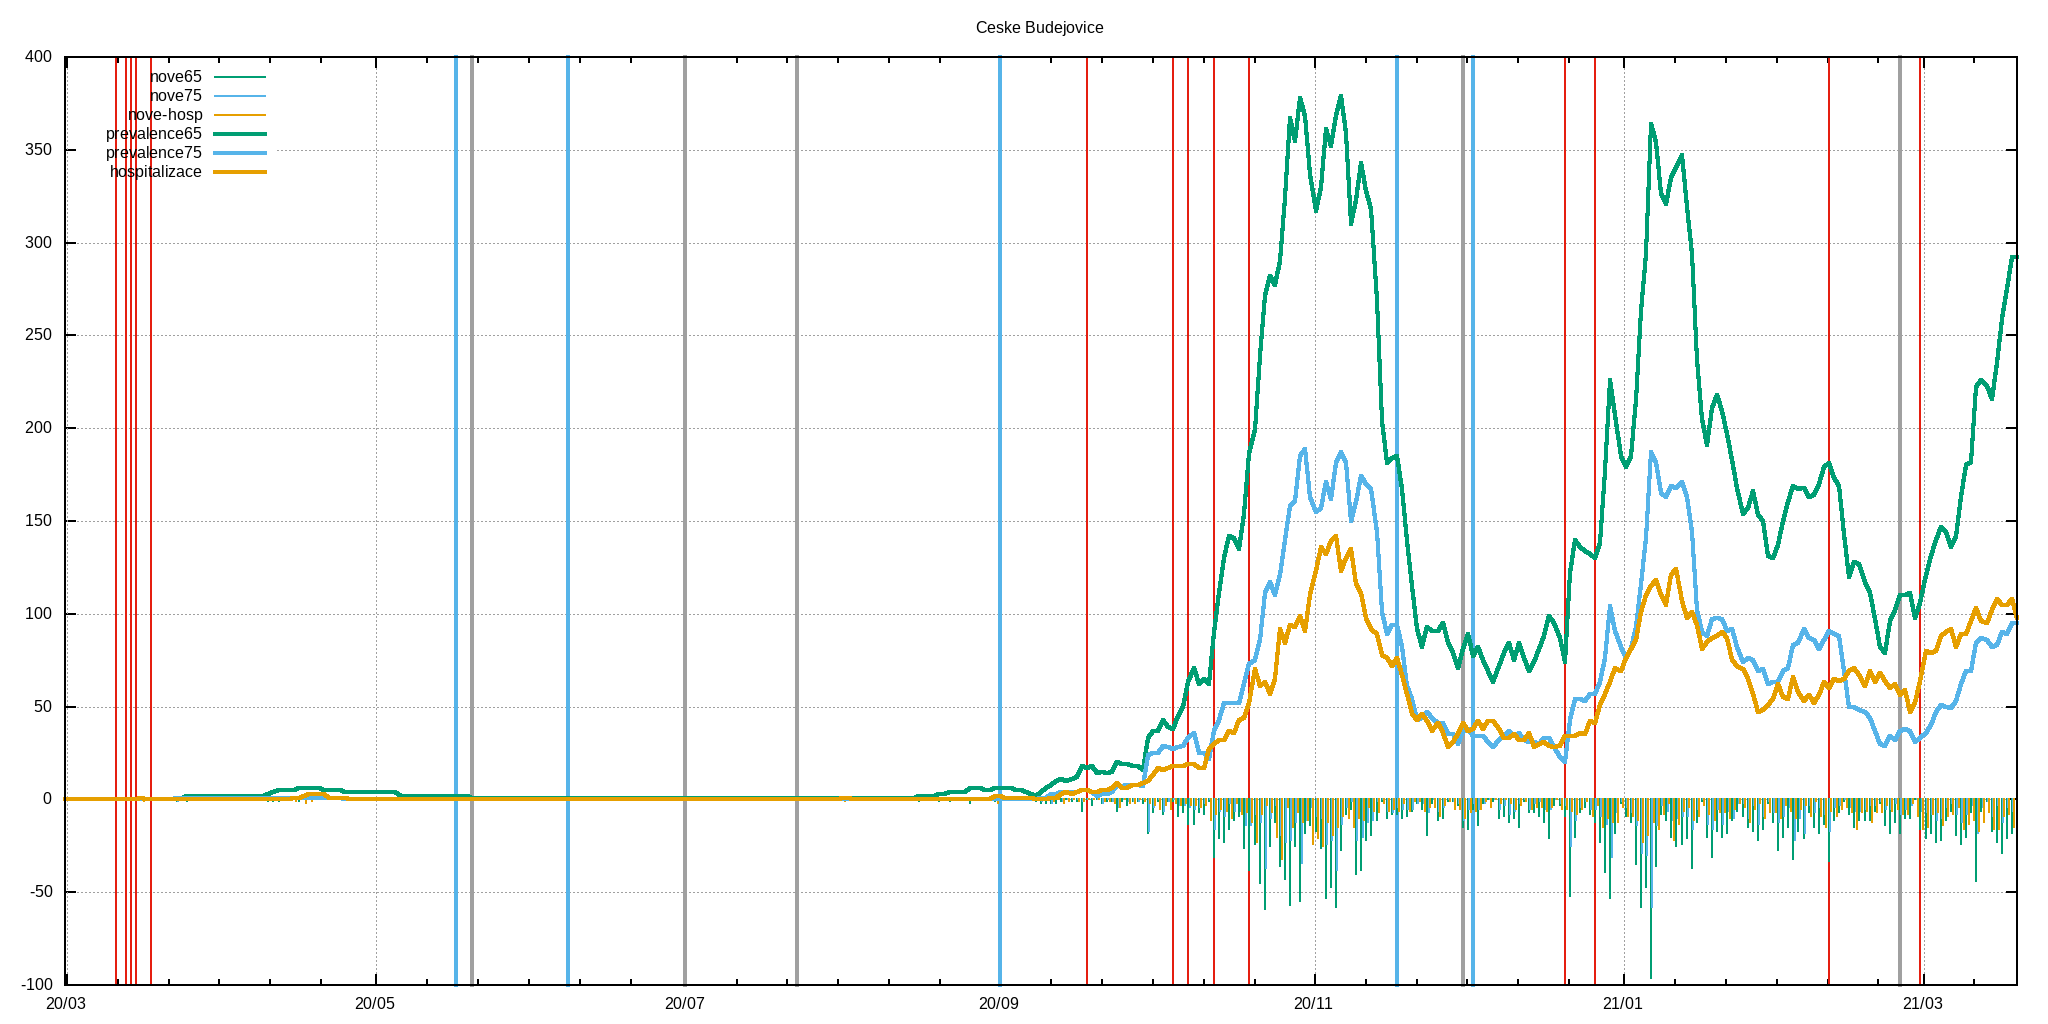 Ceske Budejovice
400
350
300
250
200
150
100
50
0
-50
-100
nove65
nove75
nove-hosp
prevalence65
prevalence75
hospitalizace
20/03 20/05 20/07 20/09 20/11 21/01 21/03